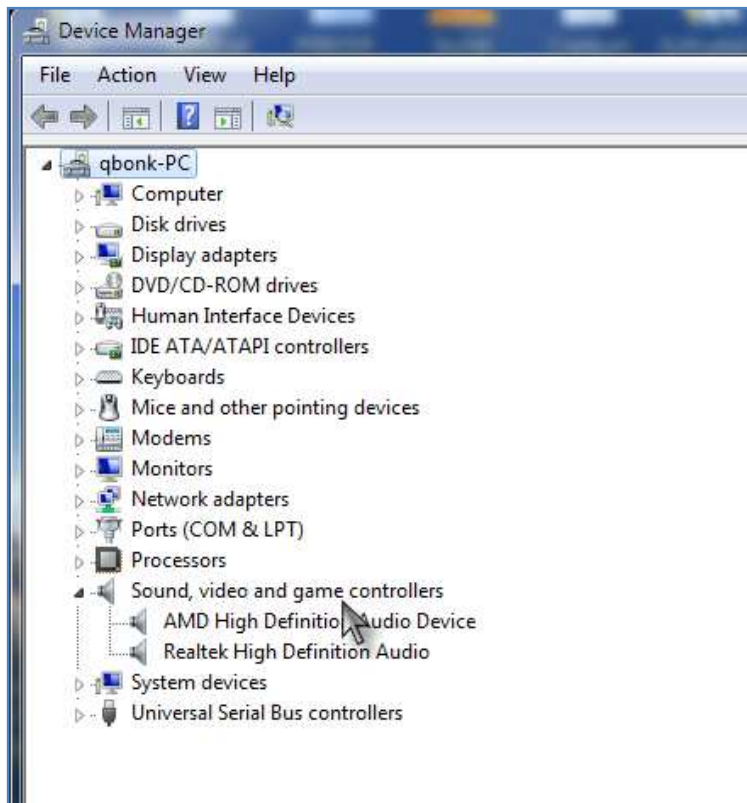 Device Manager
File Action View Help
qbonk-PC
Computer
Disk drives
Display adapters
DVD/CD-ROM drives
Human Interface Devices
IDE ATA/ATAPI controllers
Keyboards
Mice and other pointing devices
Modems
Monitors
Network adapters
Ports (COM & LPT)
Processors
Sound, video and game controllers
AMD High Definition Audio Device
Realtek High Definition Audio
System devices
Universal Serial Bus controllers